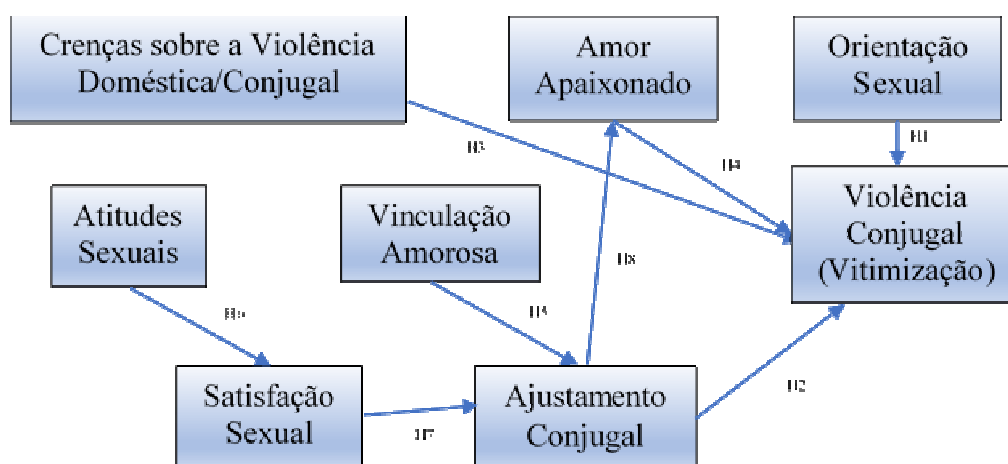 Crenças sobre a Violência
Doméstica/Conjugal
Amor
Apaixonado
Orientação
Sexual
H3
H4
H1
Atitudes
Sexuais
Vinculação
Amorosa
Violência
Conjugal
(Vitimização)
H8
H5
H6
Satisfação
Sexual
H7
Ajustamento
Conjugal
H2